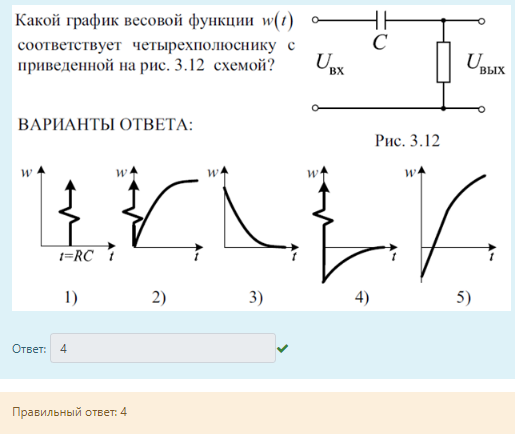 Какой график весовой функции w(t)
соответствует четырехполюснику с
приведенной на рис. 3.12 схемой?
C
Uвх
Uвых
Рис. 3.12
ВАРИАНТЫ ОТВЕТА:
w w w w w
t=RC t t t t t
1) 2) 3) 4) 5)
Ответ: 4
Правильный ответ: 4